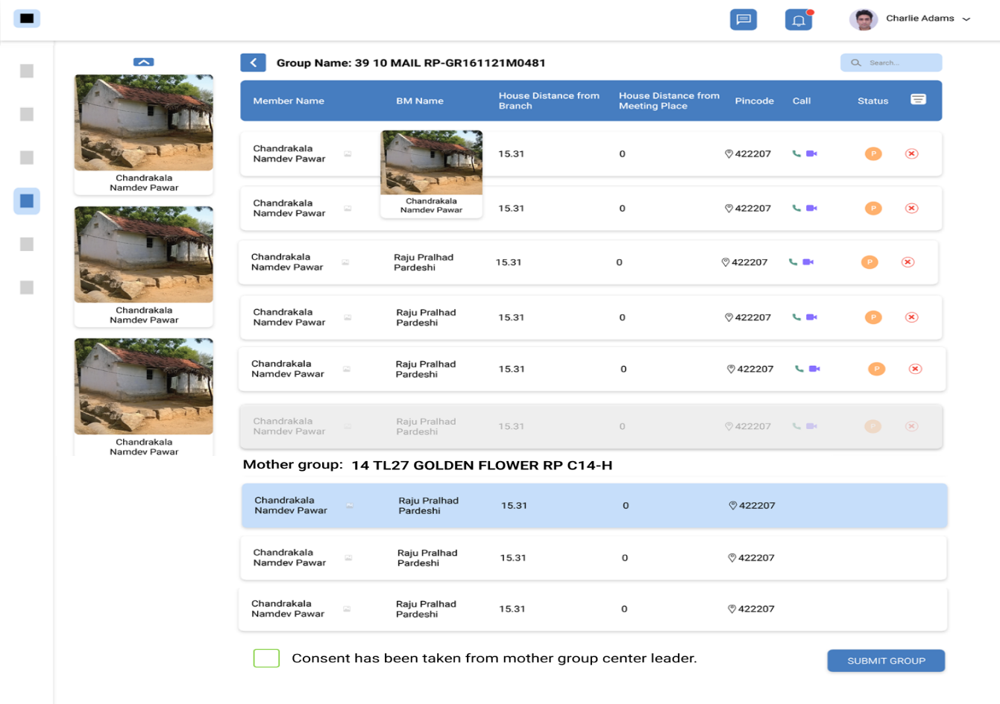 Charlie Adams
Group Name: 39 10 MAIL RP-GR161121M0481
Search...
Member Name
BM Name
House Distance from
Branch
House Distance from
Meeting Place
Pincode
Call
Status
Chandrakala
Namdev Pawar
Chandrakala
Namdev Pawar
Chandrakala
Namdev Pawar
Chandrakala
Namdev Pawar
15.31
0
422207
P
Chandrakala
Namdev Pawar
Chandrakala
Namdev Pawar
15.31
0
422207
P
Chandrakala
Namdev Pawar
Raju Pralhad
Pardeshi
15.31
0
422207
P
Chandrakala
Namdev Pawar
Raju Pralhad
Pardeshi
15.31
0
422207
P
Chandrakala
Namdev Pawar
Raju Pralhad
Pardeshi
15.31
0
422207
P
Chandrakala
Namdev Pawar
Raju Pralhad
Pardeshi
15.31
0
422207
P
Mother group: 14 TL27 GOLDEN FLOWER RP C14-H
Chandrakala
Namdev Pawar
Raju Pralhad
Pardeshi
15.31
0
422207
Chandrakala
Namdev Pawar
Raju Pralhad
Pardeshi
15.31
0
422207
Chandrakala
Namdev Pawar
Raju Pralhad
Pardeshi
15.31
0
422207
Consent has been taken from mother group center leader.
SUBMIT GROUP